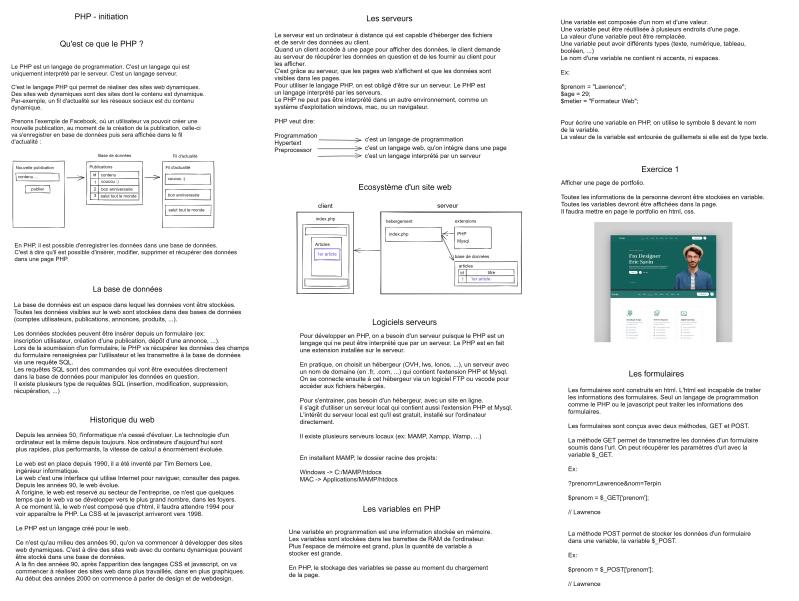 PHP - initiation
Qu'est ce que le PHP ?
Le PHP est un langage de programmation. C'est un langage qui est
uniquement interprété par le serveur. C'est un langage serveur.
C'est le langage PHP qui permet de réaliser des sites web dynamiques.
Des sites web dynamiques sont des sites dont le contenu est dynamique.
Par-exemple, un fil d'actualité sur les réseaux sociaux est du contenu
dynamique.
Prenons l'exemple de Facebook, où un utilisateur va pouvoir créer une
nouvelle publication, au moment de la création de la publication, celle-ci
va s'enregistrer en base de données puis sera affichée dans le fil
d'actualité :
Nouvelle publication
contenu ...
publier
Base de données
Publications
id contenu
1 coucou :)
2 bon anniversaire
3 salut tout le monde
Fil d'actualité
Fil d'actualité
coucou :)
bon anniversaire
salut tout le monde
En PHP, il est possible d'enregistrer les données dans une base de données.
C'est à dire qu'il est possible d'insérer, modifier, supprimer et récupérer des données
dans une page PHP.
La base de données
La base de données est un espace dans lequel les données vont être stockées.
Toutes les données visibles sur le web sont stockées dans des bases de données
(comptes utilisateurs, publications, annonces, produits, ...).
Les données stockées peuvent être insérer depuis un formulaire (ex:
inscription utilisateur, création d'une publication, dépôt d'une annonce, ...).
Lors de la soumission d'un formulaire, le PHP va récupérer les données des champs
du formulaire renseignées par l'utilisateur et les transmettre à la base de données
via une requête SQL.
Les requêtes SQL sont des commandes qui vont être executées directement
dans la base de données pour manipuler les données en question.
Il existe plusieurs type de requêtes SQL (insertion, modification, suppression,
récupération, ...)
Historique du web
Depuis les années 50, l'informatique n'a cessé d'évoluer. La technologie d'un
ordinateur est la même depuis toujours. Nos ordinateurs d'aujourd'hui sont
plus rapides, plus performants, la vitesse de calcul a énormément évoluée.
Le web est en place depuis 1990, il a été inventé par Tim Berners Lee,
ingénieur informatique.
Le web c'est une interface qui utilise Internet pour naviguer, consulter des pages.
Depuis les années 90, le web évolue.
A l'origine, le web est reservé au secteur de l'entreprise, ce n'est que quelques
temps que le web va se développer vers le plus grand nombre, dans les foyers.
A ce moment là, le web n'est composé que d'html, il faudra attendre 1994 pour
voir apparaître le PHP. La CSS et le javascript arriveront vers 1998.
Le PHP est un langage créé pour le web.
Ce n'est qu'au milieu des années 90, qu'on va commencer à développer des sites
web dynamiques. C'est à dire des sites web avec du contenu dynamique pouvant
être stocké dans une base de données.
A la fin des années 90, après l'apparition des langages CSS et javascript, on va
commencer à réaliser des sites web dans plus travaillés, dans en plus graphiques.
Au début des années 2000 on commence à parler de design et de webdesign.
Les serveurs
Le serveur est un ordinateur à distance qui est capable d'héberger des fichiers
et de servir des données au client.
Quand un client accède à une page pour afficher des données, le client demande
au serveur de récupérer les données en question et de les fournir au client pour
les afficher.
C'est grâce au serveur, que les pages web s'affichent et que les données sont
visibles dans les pages.
Pour utiliser le langage PHP, on est obligé d'être sur un serveur. Le PHP est
un langage interprété par les serveurs.
Le PHP ne peut pas être interprété dans un autre environnement, comme un
système d'exploitation windows, mac, ou un navigateur.
PHP veut dire:
Programmation
Hypertext
Preprocessor
c'est un langage de programmation
c'est un langage web, qu'on intègre dans une page
c'est un langage interprété par un serveur
Ecosystème d'un site web
client
serveur
index.php
Articles
1er article
hébergement
index.php
extensions
PHP
Mysql
base de données
articles
id titre
1 1er article
Logiciels serveurs
Pour développer en PHP, on a besoin d'un serveur puisque le PHP est un
langage qui ne peut être interprété que par un serveur. Le PHP est en fait
une extension installée sur le serveur.
En pratique, on choisit un hébergeur (OVH, lws, Ionos, ...), un serveur avec
un nom de domaine (en .fr, .com, ...) qui contient l'extension PHP et Mysql.
On se connecte ensuite à cet hébergeur via un logiciel FTP ou vscode pour
accéder aux fichiers hébergés.
Pour s'entrainer, pas besoin d'un hébergeur, avec un site en ligne.
Il s'agit d'utiliser un serveur local qui contient aussi l'extension PHP et Mysql.
L'intérêt du serveur local est qu'il est gratuit, installé sur l'ordinateur
directement.
Il existe plusieurs serveurs locaux (ex: MAMP, Xampp, Wamp, ...)
En installant MAMP, le dossier racine des projets:
Windows -> C:/MAMP/htdocs
MAC -> Applications/MAMP/htdocs
Les variables en PHP
Une variable en programmation est une information stockée en mémoire.
Les variables sont stockées dans les barrettes de RAM de l'ordinateur.
Plus l'espace de mémoire est grand, plus la quantité de variable à
stocker est grande.
En PHP, le stockage des variables se passe au moment du chargement
de la page.
Une variable est composée d'un nom et d'une valeur.
Une variable peut être réutilisée à plusieurs endroits d'une page.
La valeur d'une variable peut être remplacée.
Une variable peut avoir différents types (texte, numérique, tableau,
booléen, ...)
Le nom d'une variable ne contient ni accents, ni espaces.
Ex:
$prenom = "Lawrence";
$age = 29;
$metier = "Formateur Web";
Pour écrire une variable en PHP, on utilise le symbole $ devant le nom
de la variable.
La valeur d'une variable est entourée de guillemets si elle est de type texte.
Exercice 1
Afficher une page de portfolio.
Toutes les informations de la personne devront être stockées en variable.
Toutes les variables devront être affichées dans la page.
Il faudra mettre en page le portfolio en html, css.
I'm Designer
Eric Savin
Les formulaires
Les formulaires sont construits en html. L'html est incapable de traiter
les informations des formulaires. Seul un langage de programmation
comme le PHP ou le javascript peut traiter les informations des
formulaires.
Les formulaires sont conçus avec deux méthodes, GET et POST.
La méthode GET permet de transmettre les données d'un formulaire
soumis dans l'url. On peut récupérer les paramètres d'url avec la
variable $_GET.
Ex:
?prenom=Lawrence&nom=Terpin
$prenom = $_GET['prenom'];
// Lawrence
La méthode POST permet de stocker les données d'un formulaire
dans une variable, la variable $_POST.
Ex:
$prenom = $_POST['prenom'];
// Lawrence